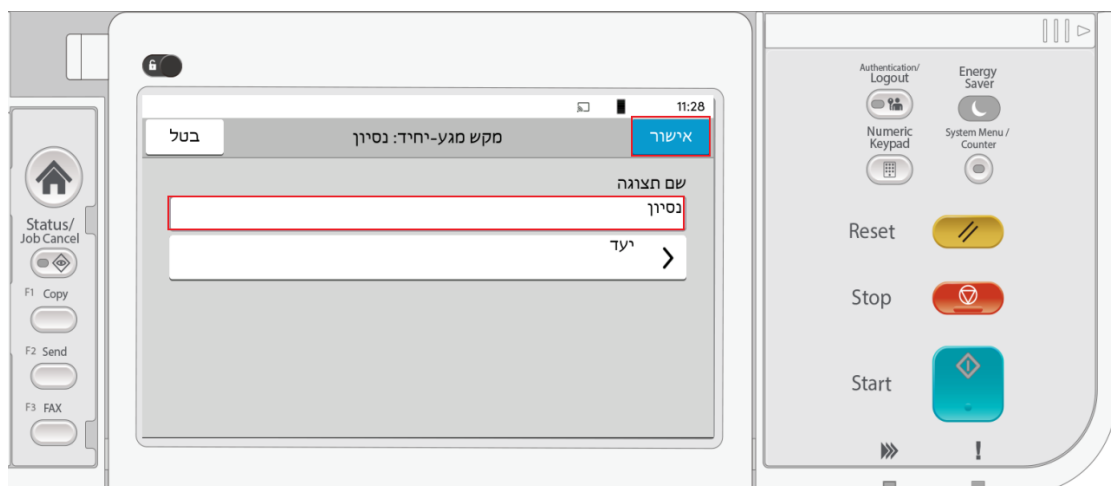 11:28
אישור
מקש מגע-יחיד: נסיון
בטל
שם תצוגה
נסיון
יעד
Status/
Job Cancel
F1 Copy
F2 Send
F3 FAX
Authentication/
Logout
Energy
Saver
Numeric
Keypad
System Menu /
Counter
Reset
Stop
Start